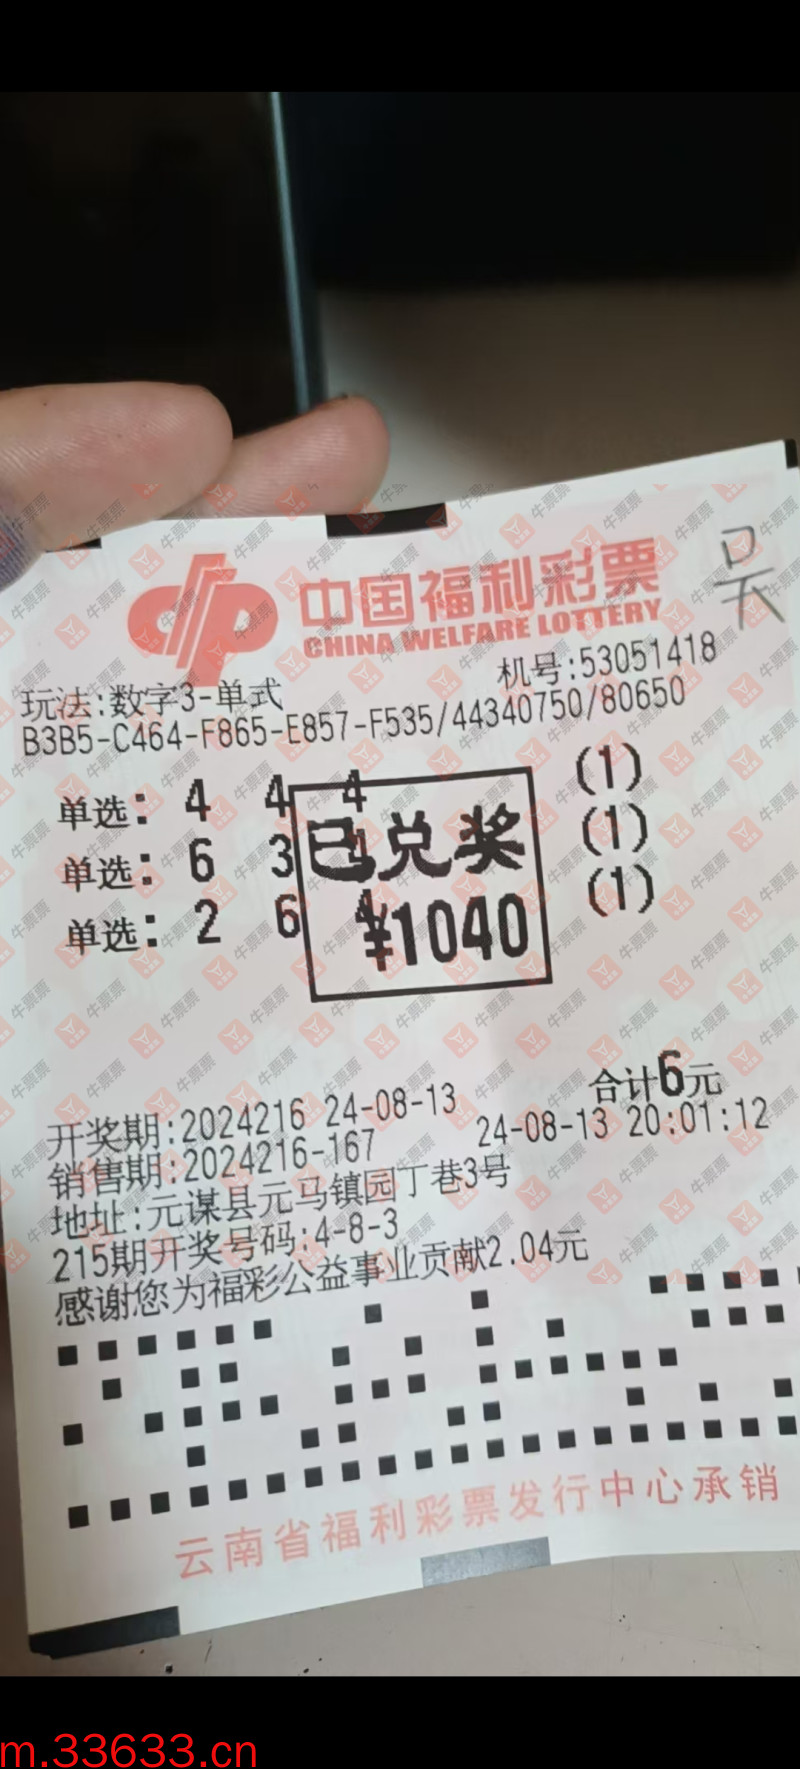 中国福利彩票
CHINA WELFARE LOTTERY
吴
机号:53051418
玩法:数字3-单式
B3B5-C464-F865-E857-F535/44340750/80650
单选: 4 4 4 (1)
单选: 6 3 4 (1)
单选: 2 6 4 (1)
已兑奖
¥1040
合计6元
开奖期:2024216 24-08-13
销售期:2024216-167 24-08-13 20:01:12
地址:元谋县元马镇园丁巷3号
215期开奖号码:4-8-3
感谢您为福彩公益事业贡献2.04元
云南省福利彩票发行中心承销
牛票票
m.33633.cn